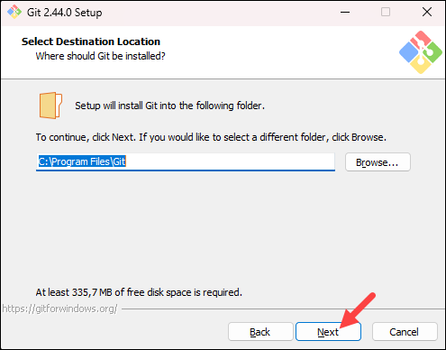 Git 2.44.0 Setup
Select Destination Location
Where should Git be installed?
Setup will install Git into the following folder.
To continue, click Next. If you would like to select a different folder, click Browse.
C:\Program Files\Git
Browse...
At least 335,7 MB of free disk space is required.
https://gitforwindows.org/
Back
Next
Cancel